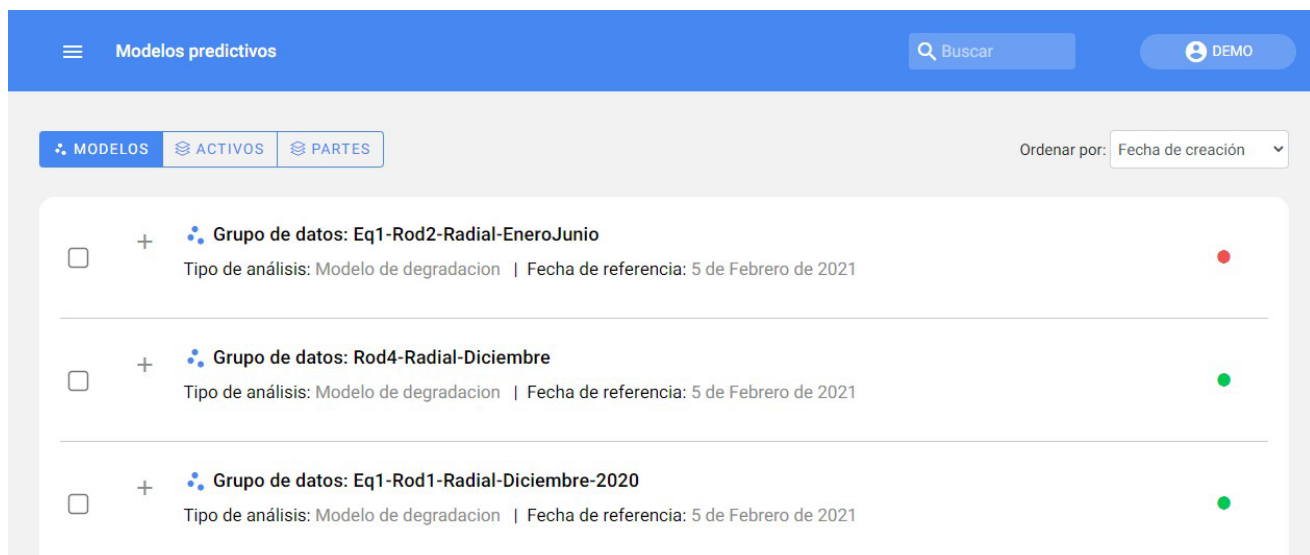 Modelos predictivos
Buscar
DEMO
MODELOS
ACTIVOS
PARTES
Ordenar por: Fecha de creación
Grupo de datos: Eq1-Rod2-Radial-EneroJunio
Tipo de análisis: Modelo de degradacion | Fecha de referencia: 5 de Febrero de 2021
Grupo de datos: Rod4-Radial-Diciembre
Tipo de análisis: Modelo de degradacion | Fecha de referencia: 5 de Febrero de 2021
Grupo de datos: Eq1-Rod1-Radial-Diciembre-2020
Tipo de análisis: Modelo de degradacion | Fecha de referencia: 5 de Febrero de 2021